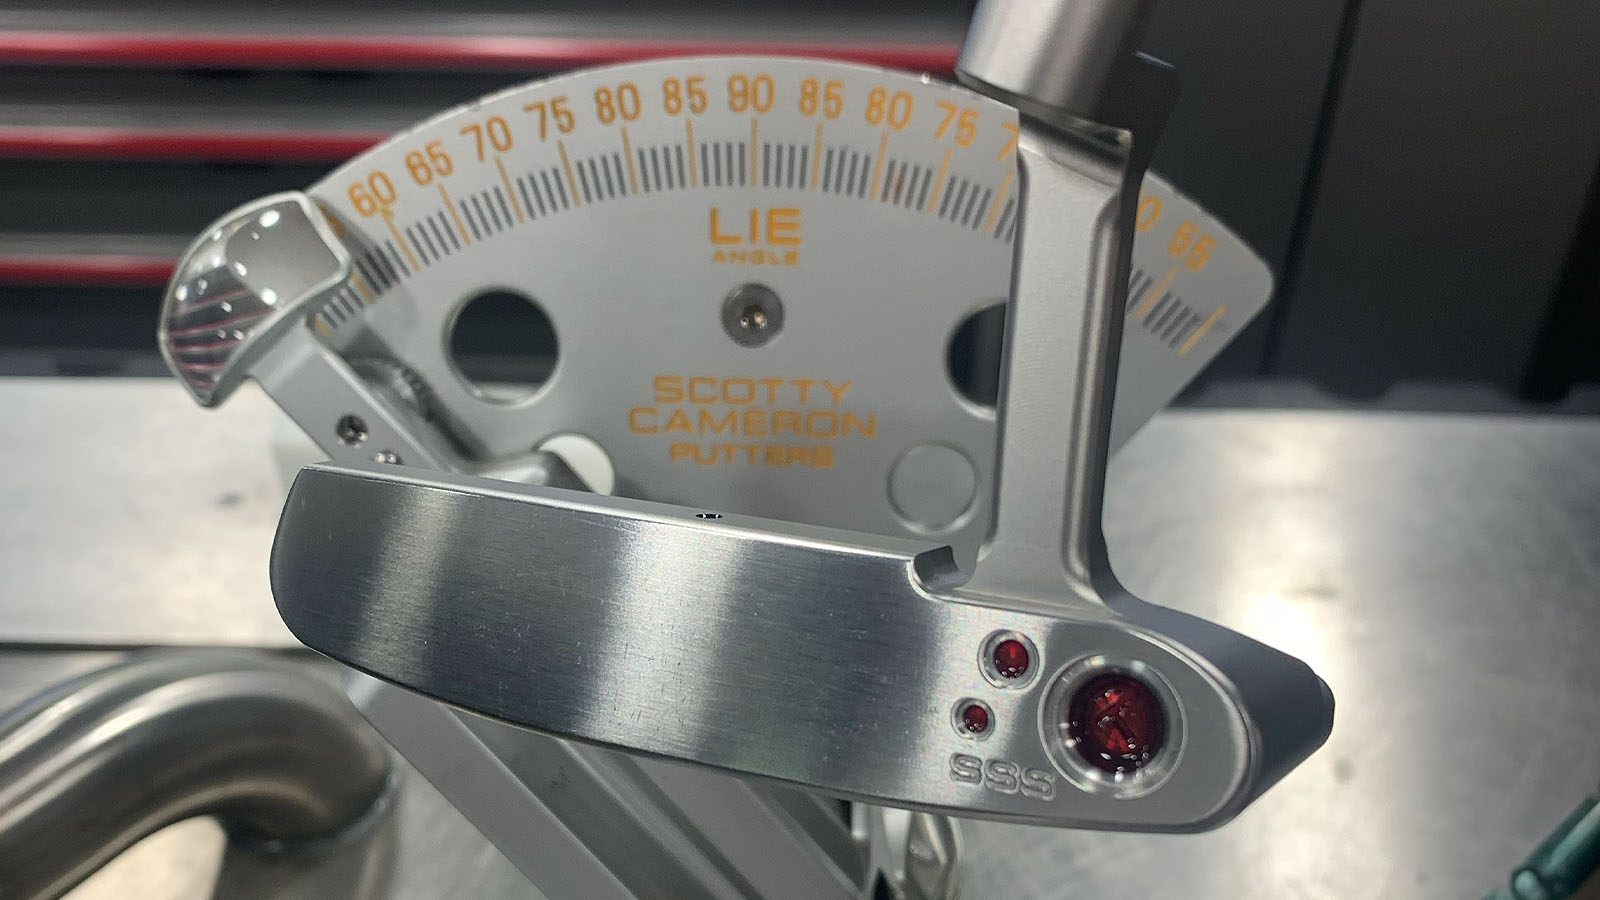 60 65 70 75 80 85 90 85 80 75 55
LIE
ANGLE
SCOTTY
CAMERON
PUTTERS
SSS